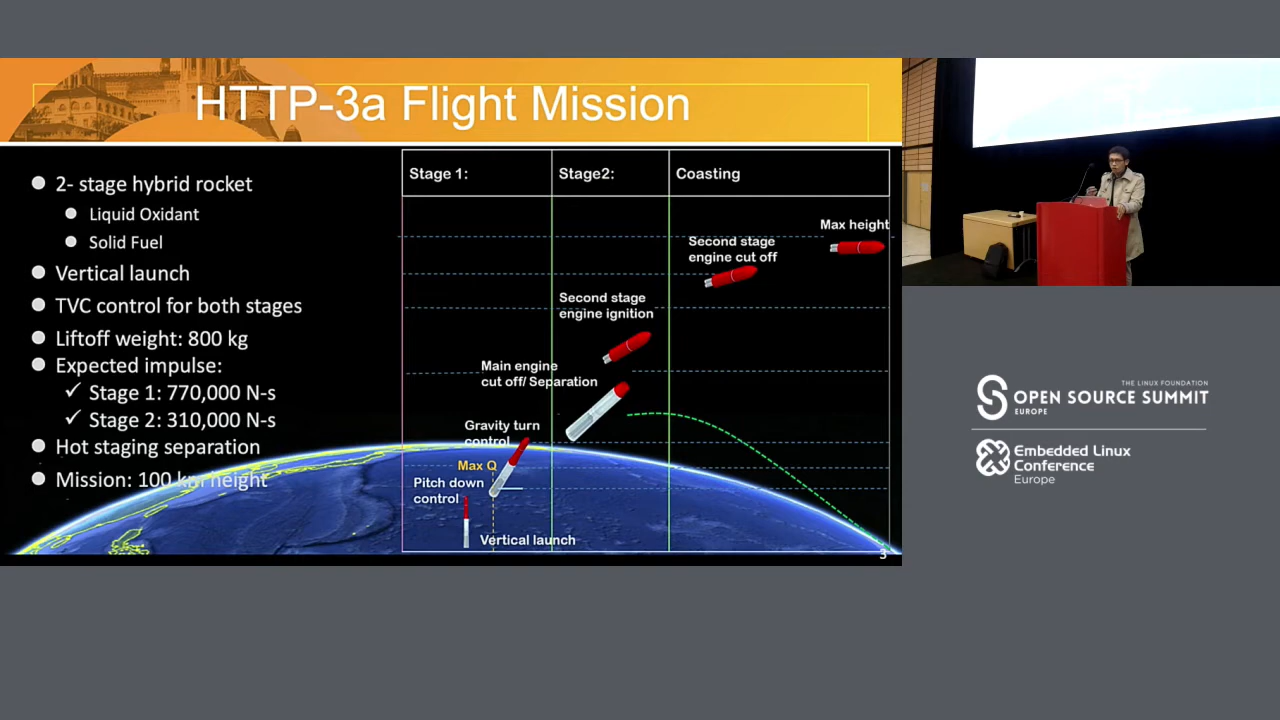 HTTP-3a Flight Mission
2- stage hybrid rocket
Liquid Oxidant
Solid Fuel
Vertical launch
TVC control for both stages
Liftoff weight: 800 kg
Expected impulse:
✓ Stage 1: 770,000 N-s
✓ Stage 2: 310,000 N-s
Hot staging separation
Mission: 100 km height
Stage 1:
Stage2:
Coasting
Max height
Second stage
engine cut off
Second stage
engine ignition
Main engine
cut off/ Separation
Gravity turn
control
Max Q
Pitch down
control
Vertical launch
3
THE LINUX FOUNDATION
OPEN SOURCE SUMMIT
EUROPE
Embedded Linux
Conference
Europe